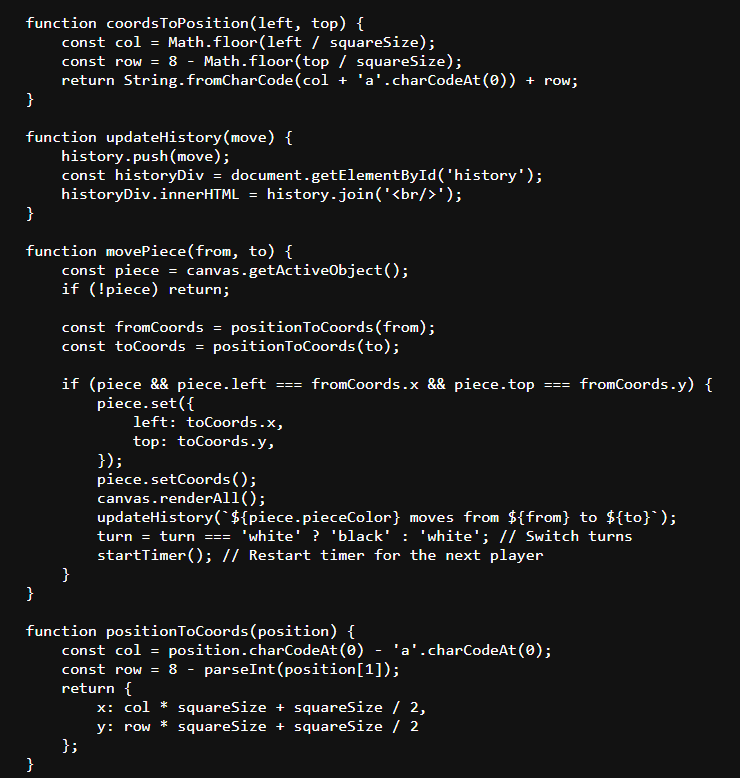 function coordsToPosition(left, top) {
    const col = Math.floor(left / squareSize);
    const row = 8 - Math.floor(top / squareSize);
    return String.fromCharCode(col + 'a'.charCodeAt(0)) + row;
}

function updateHistory(move) {
    history.push(move);
    const historyDiv = document.getElementById('history');
    historyDiv.innerHTML = history.join('<br/>');
}

function movePiece(from, to) {
    const piece = canvas.getActiveObject();
    if (!piece) return;

    const fromCoords = positionToCoords(from);
    const toCoords = positionToCoords(to);

    if (piece && piece.left === fromCoords.x && piece.top === fromCoords.y) {
        piece.set({
            left: toCoords.x,
            top: toCoords.y,
        });
        piece.setCoords();
        canvas.renderAll();
        updateHistory(`${piece.pieceColor} moves from ${from} to ${to}`);
        turn = turn === 'white' ? 'black' : 'white'; // Switch turns
        startTimer(); // Restart timer for the next player
    }
}

function positionToCoords(position) {
    const col = position.charCodeAt(0) - 'a'.charCodeAt(0);
    const row = 8 - parseInt(position[1]);
    return {
        x: col * squareSize + squareSize / 2,
        y: row * squareSize + squareSize / 2
    };
}